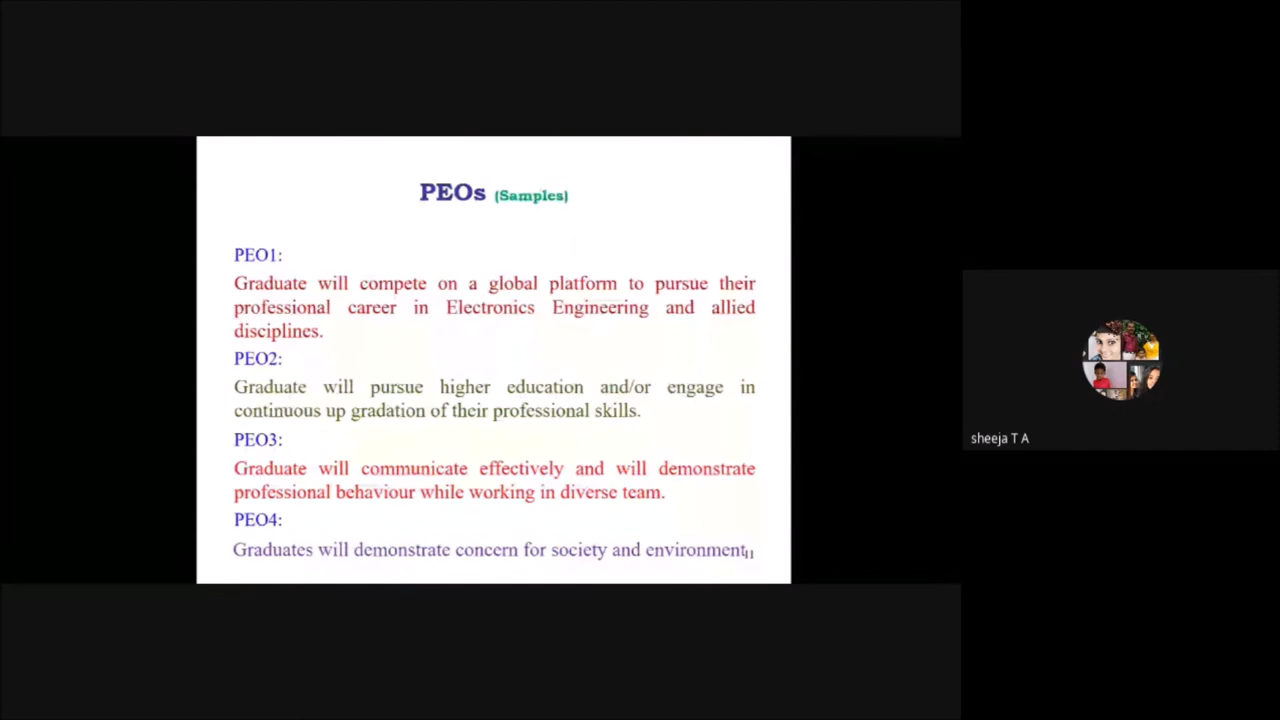 PEOs (Samples)
PEO1:
Graduate will compete on a global platform to pursue their
professional career in Electronics Engineering and allied
disciplines.
PEO2:
Graduate will pursue higher education and/or engage in
continuous up gradation of their professional skills.
PEO3:
Graduate will communicate effectively and will demonstrate
professional behaviour while working in diverse team.
PEO4:
Graduates will demonstrate concern for society and environment.
11
sheeja T A